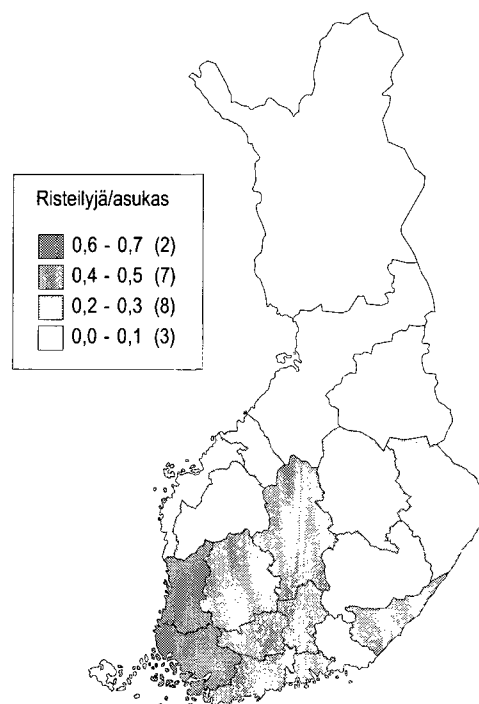 Risteilyjä/asukas
0,6 - 0,7 (2)
0,4 - 0,5 (7)
0,2 - 0,3 (8)
0,0 - 0,1 (3)